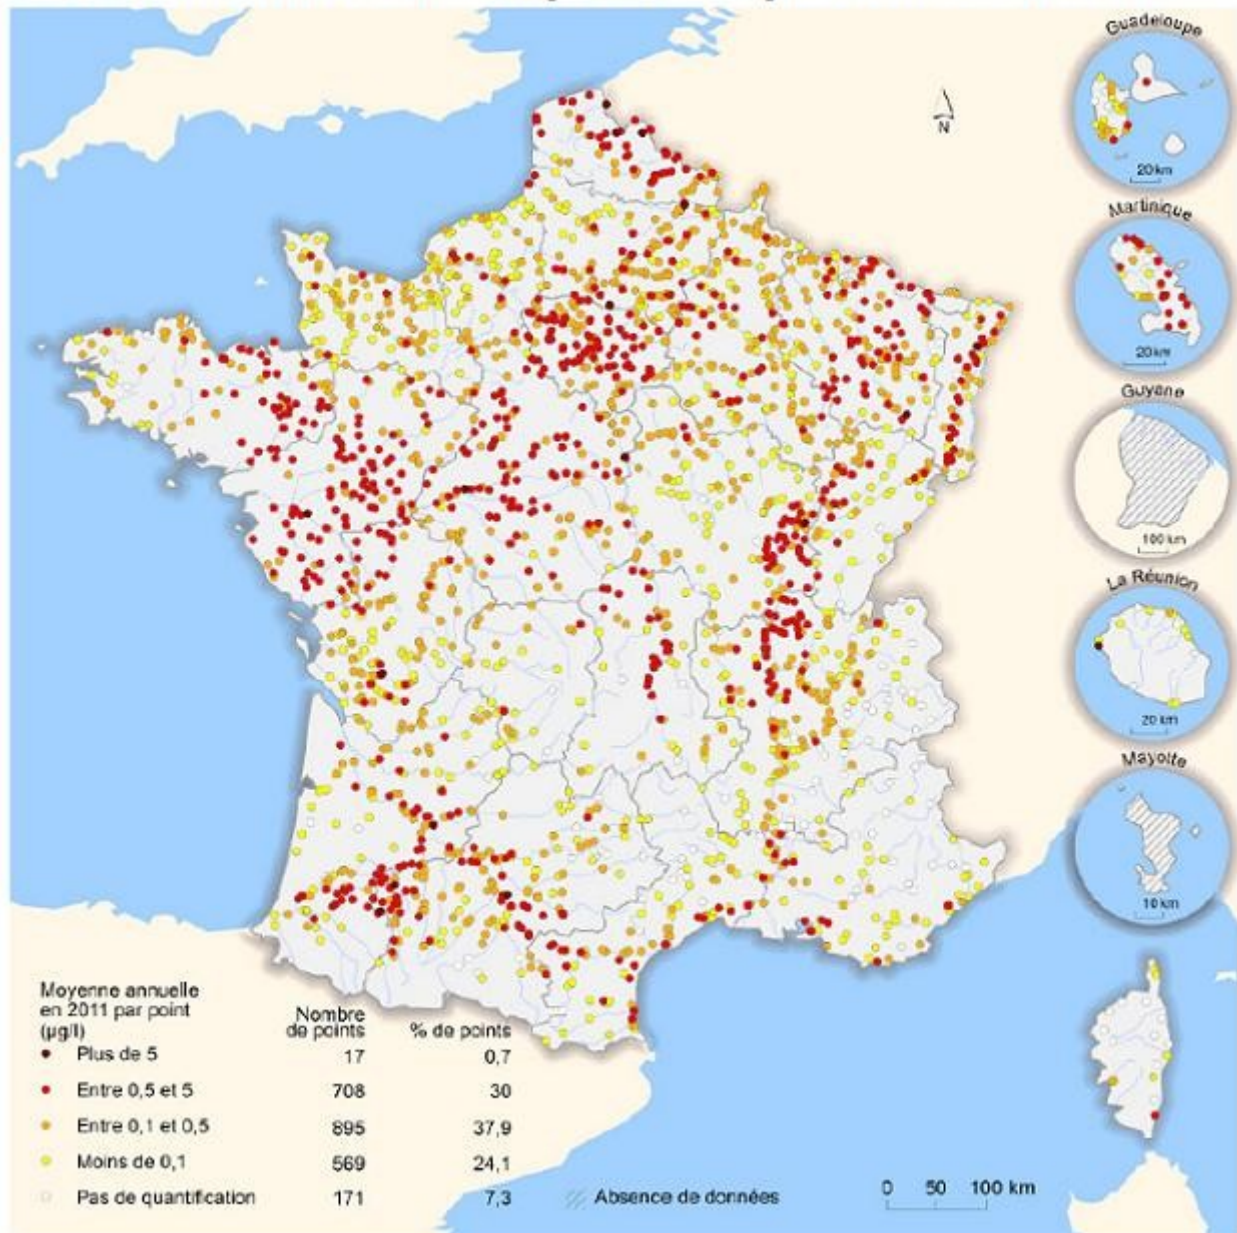 Guadeloupe
N
20 km
Martinique
20 km
Guyane
100 km
La Réunion
20 km
Mayotte
10 km
Moyenne annuelle
en 2011 par point
(µg/l)
Nombre
de points
% de points
Plus de 5 17 0,7
Entre 0,5 et 5 708 30
Entre 0,1 et 0,5 895 37,9
Moins de 0,1 569 24,1
Pas de quantification 171 7,3
Absence de données
0 50 100 km